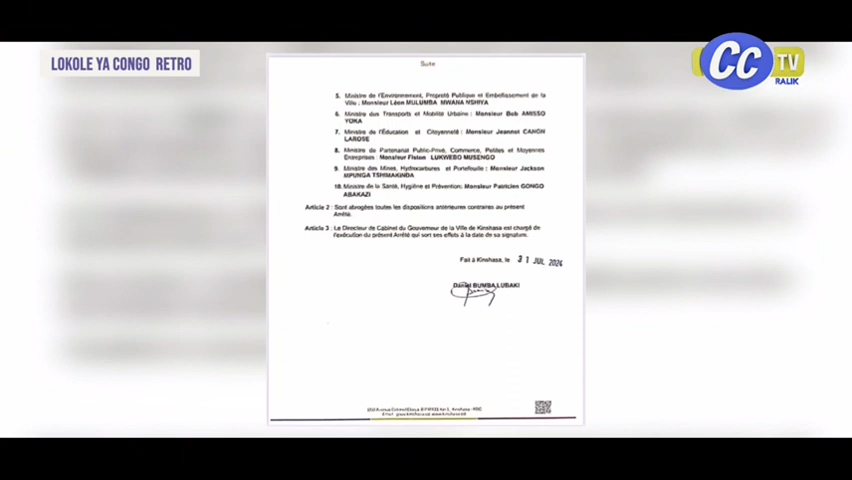 LOKOLE YA CONGO RETRO
CC TV
RALIK
Suite
5. Ministre de l'Environnement, Propreté Publique et Embellissement de la
Ville : Monsieur Léon MULUMBA MWANA NSHIYA
6. Ministre des Transports et Mobilité Urbaine : Monsieur Bob AMISSO
YOKA
7. Ministre de l'Éducation et Citoyenneté : Monsieur Jeannot CANON
LAROSE
8. Ministre de Partenariat Public-Privé, Commerce, Petites et Moyennes
Entreprises : Monsieur Fiston LUKWEBO MUSENGO
9. Ministre des Mines, Hydrocarbures et Portefeuille : Monsieur Jackson
MPUNGA TSHIMAKINDA
10. Ministre de la Santé, Hygiène et Prévention : Monsieur Patricien GONGO
ABAKAZI
Article 2 : Sont abrogées toutes les dispositions antérieures contraires au présent
Arrêté.
Article 3 : Le Directeur de Cabinet du Gouverneur de la Ville de Kinshasa est chargé de
l'exécution du présent Arrêté qui sort ses effets à la date de sa signature.
Fait à Kinshasa, le 31 JUL 2024
Daniel BUMBA LUBAKI